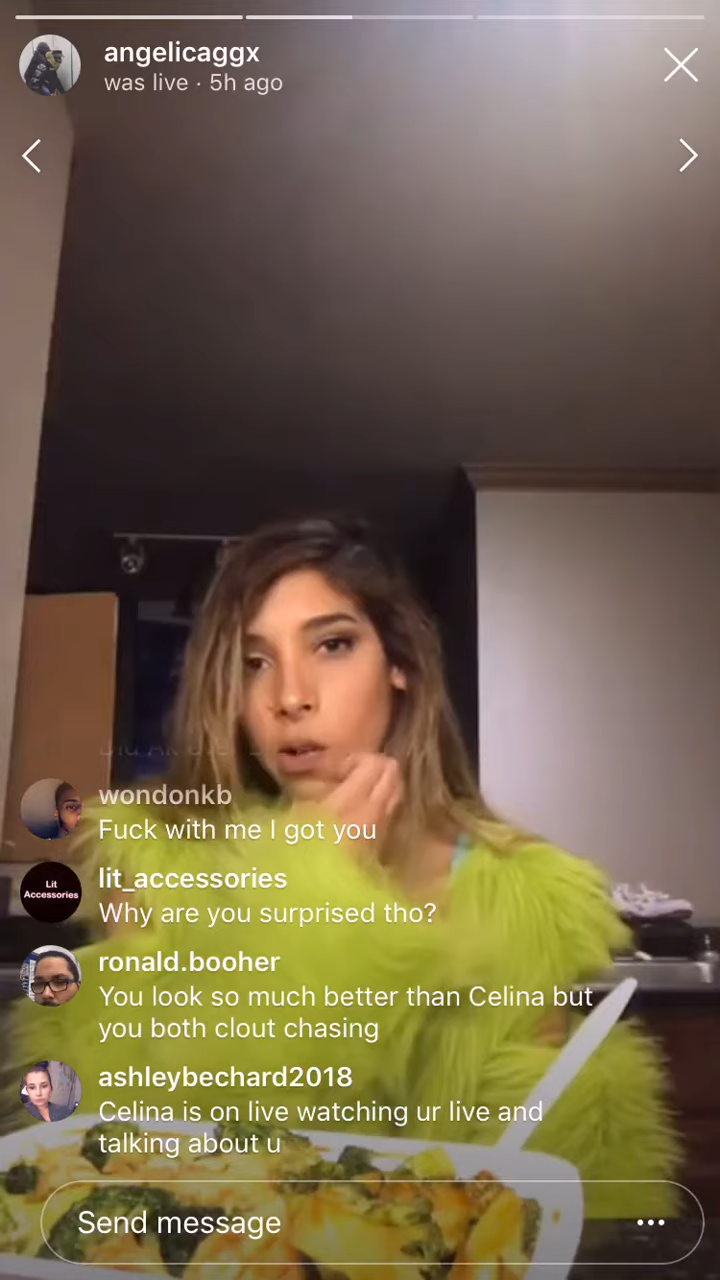 angelicaggx
was live · 5h ago
wondonkb
Fuck with me I got you
Lit
Accessories
lit_accessories
Why are you surprised tho?
ronald.booher
You look so much better than Celina but
you both clout chasing
ashleybechard2018
Celina is on live watching ur live and
talking about u
Send message